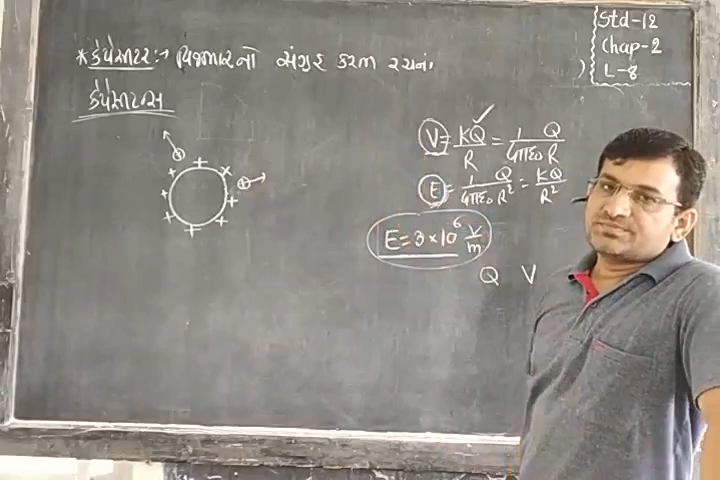 * કેપેસીટર :→ વિજભારનો સંગ્રહ કરતી રચના.
કેપેસીટન્સ
Std-12
Chap-2
L-8
V = KQ/R = 1/4πε₀ Q/R
E = 1/4πε₀ Q/R² = KQ/R²
E = 3 × 10⁶ V/m
Q V